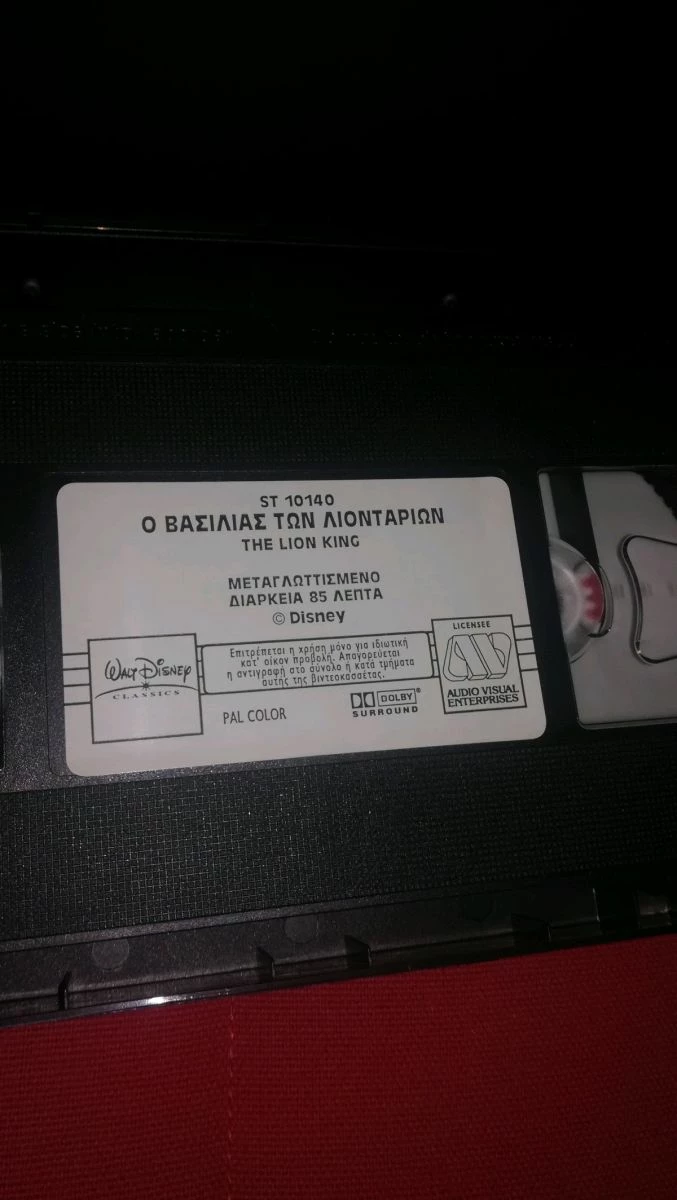 ST 10140
Ο ΒΑΣΙΛΙΑΣ ΤΩΝ ΛΙΟΝΤΑΡΙΩΝ
THE LION KING
ΜΕΤΑΓΛΩΤΤΙΣΜΕΝΟ
ΔΙΑΡΚΕΙΑ 85 ΛΕΠΤΑ
© Disney
WALT DISNEY
CLASSICS
Επιτρέπεται η χρήση μόνο για ιδιωτική
κατ' οίκον προβολή. Απαγορεύεται
η αντιγραφή στο σύνολο ή κατά τμήματα
αυτής της βιντεοκασσέτας.
LICENSEE
AUDIO VISUAL
ENTERPRISES
PAL COLOR
DOLBY®
SURROUND